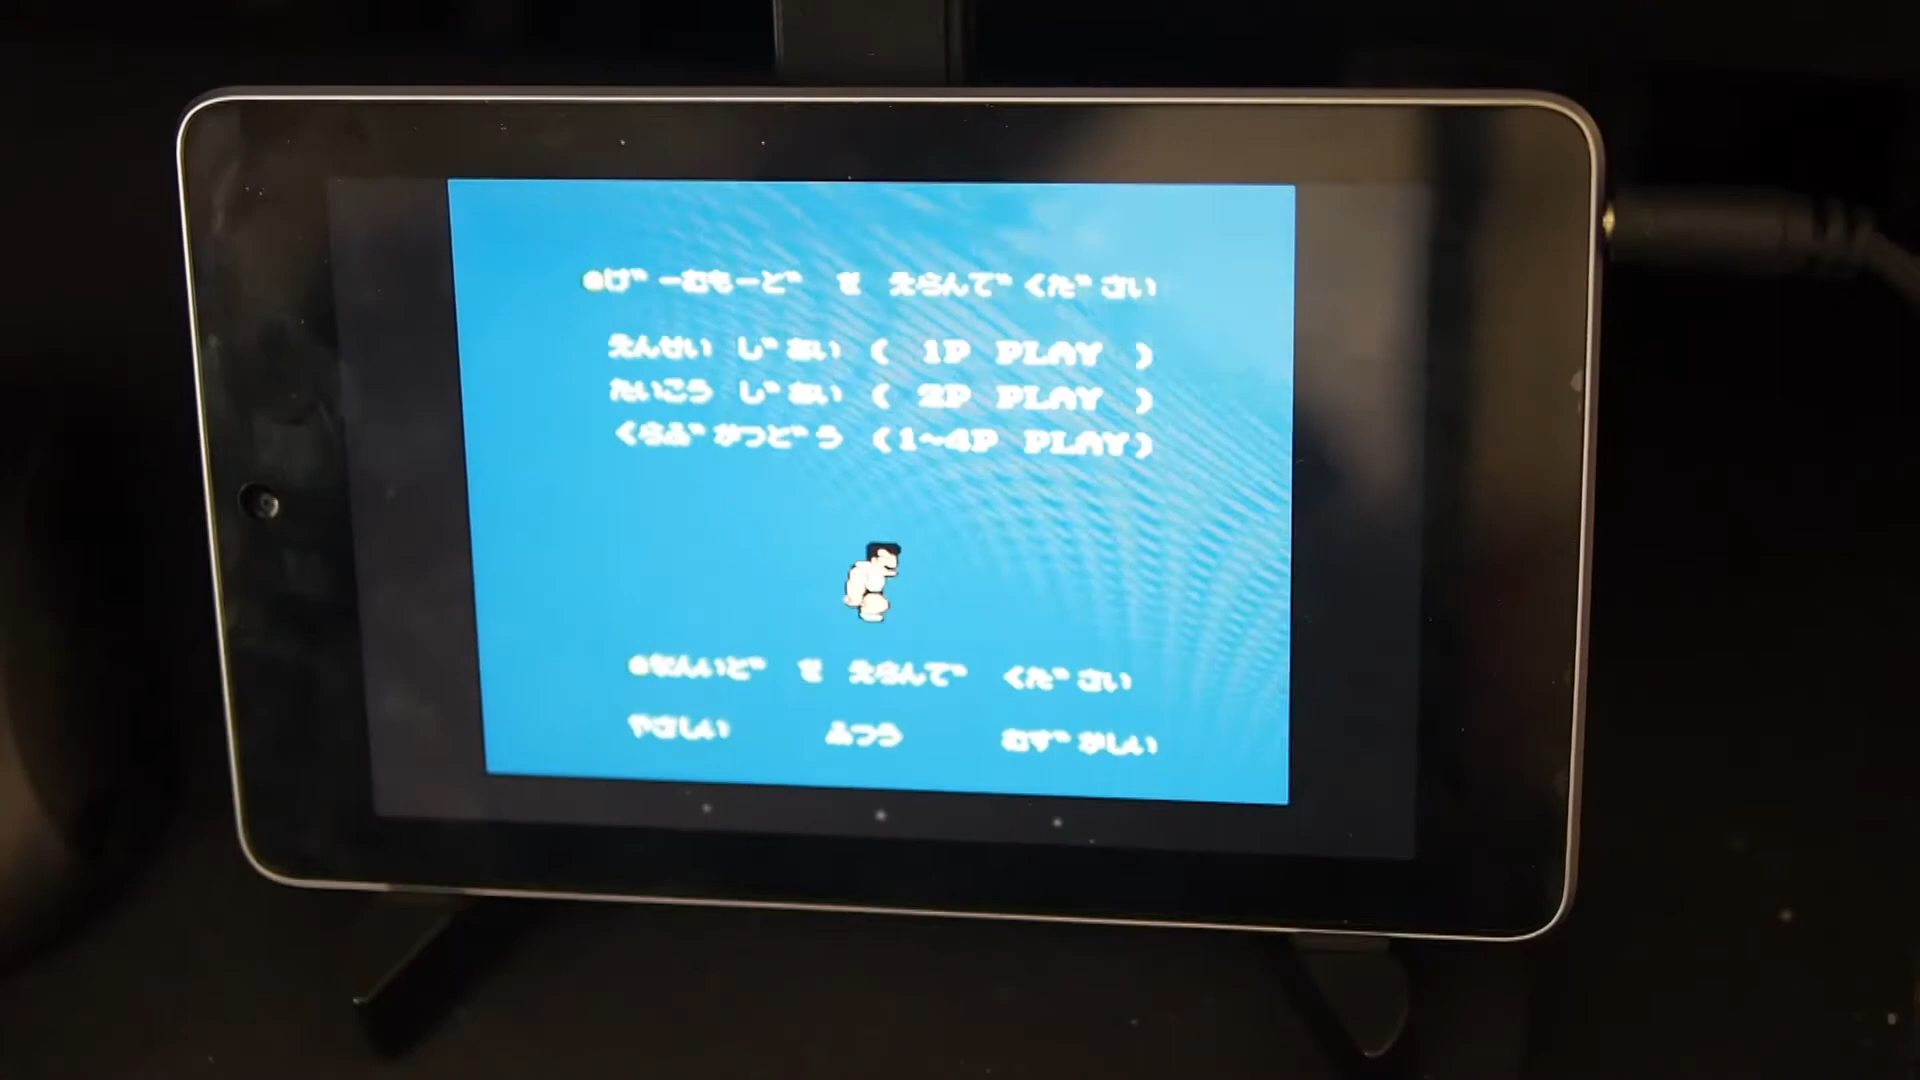 ●げーむもーど を えらんで ください
えんせい しあい ( 1P PLAY )
たいこう じあい ( 2P PLAY )
くらぶ かつどう (1~4P PLAY)
●なんいど を えらんで ください
やさしい ふつう むずかしい